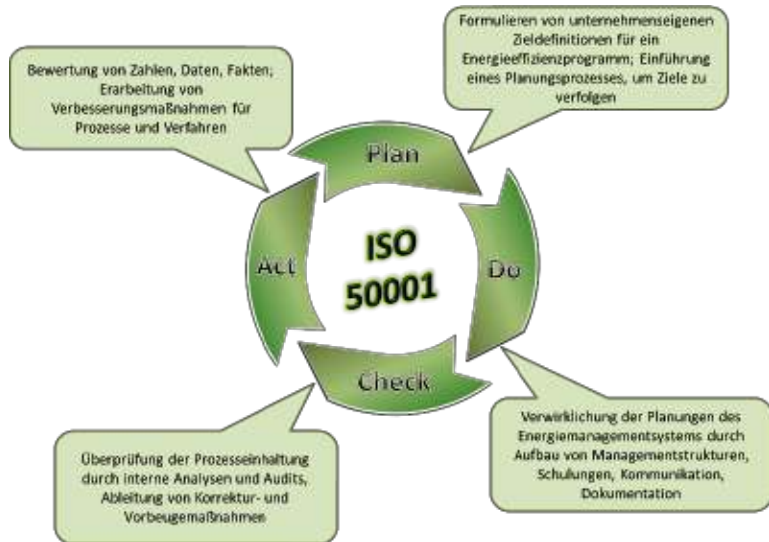 Formulieren von unternehmenseigenen
Zieldefinitionen für ein
Energieeffizienzprogramm; Einführung
eines Planungsprozesses, um Ziele zu
verfolgen
Bewertung von Zahlen, Daten, Fakten;
Erarbeitung von
Verbesserungsmaßnahmen für
Prozesse und Verfahren
Plan
Act
ISO
50001
Do
Check
Verwirklichung der Planungen des
Energiemanagementsystems durch
Aufbau von Managementstrukturen,
Schulungen, Kommunikation,
Dokumentation
Überprüfung der Prozesseinhaltung
durch interne Analysen und Audits,
Ableitung von Korrektur- und
Vorbeugemaßnahmen